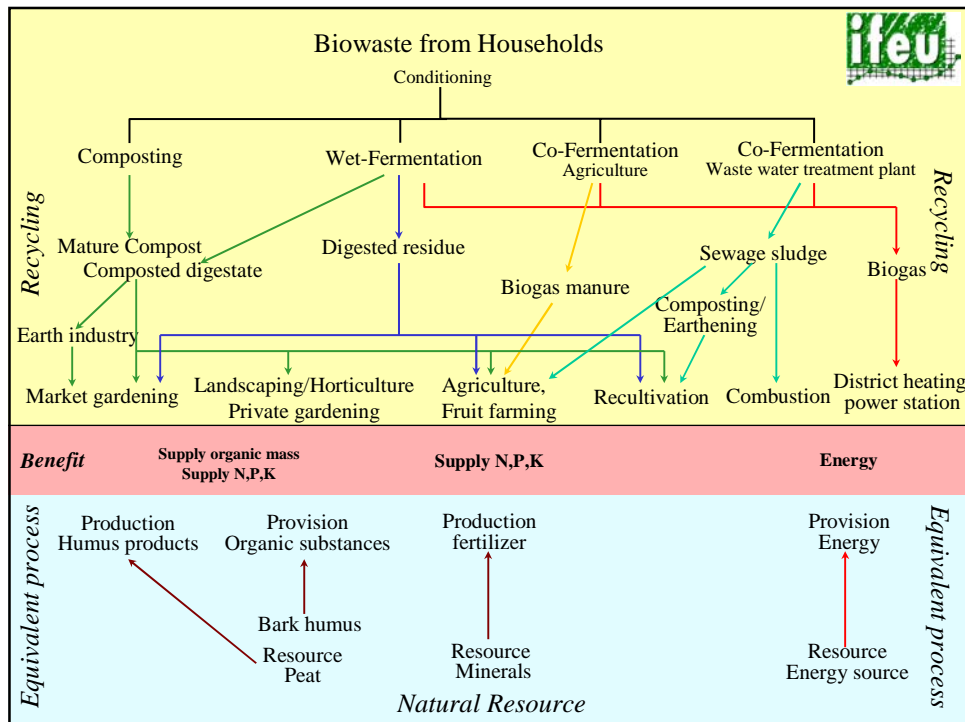 Biowaste from Households
ifeu
Conditioning
Composting
Wet-Fermentation
Co-Fermentation
Agriculture
Co-Fermentation
Waste water treatment plant
Recycling
Recycling
Mature Compost
Composted digestate
Digested residue
Sewage sludge
Biogas
Biogas manure
Composting/
Earthening
Earth industry
Market gardening
Landscaping/Horticulture
Private gardening
Agriculture,
Fruit farming
Recultivation
Combustion
District heating
power station
Benefit
Supply organic mass
Supply N,P,K
Supply N,P,K
Energy
Equivalent process
Production
Humus products
Provision
Organic substances
Production
fertilizer
Provision
Energy
Equivalent process
Bark humus
Resource
Peat
Resource
Minerals
Resource
Energy source
Natural Resource